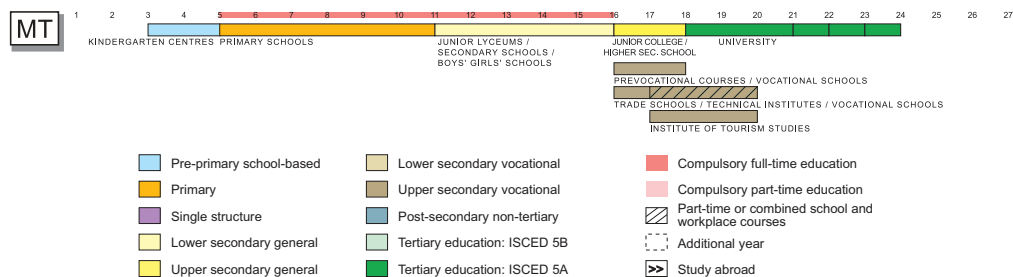 1 2 3 4 5 6 7 8 9 10 11 12 13 14 15 16 17 18 19 20 21 22 23 24 25 26 27
MT
KINDERGARTEN CENTRES PRIMARY SCHOOLS JUNIOR LYCEUMS / JUNIOR COLLEGE / UNIVERSITY
SECONDARY SCHOOLS / HIGHER SEC. SCHOOL
BOYS' GIRLS' SCHOOLS
PREVOCATIONAL COURSES / VOCATIONAL SCHOOLS
TRADE SCHOOLS / TECHNICAL INSTITUTES / VOCATIONAL SCHOOLS
INSTITUTE OF TOURISM STUDIES
Pre-primary school-based
Primary
Single structure
Lower secondary general
Upper secondary general
Lower secondary vocational
Upper secondary vocational
Post-secondary non-tertiary
Tertiary education: ISCED 5B
Tertiary education: ISCED 5A
Compulsory full-time education
Compulsory part-time education
Part-time or combined school and
workplace courses
Additional year
>> Study abroad